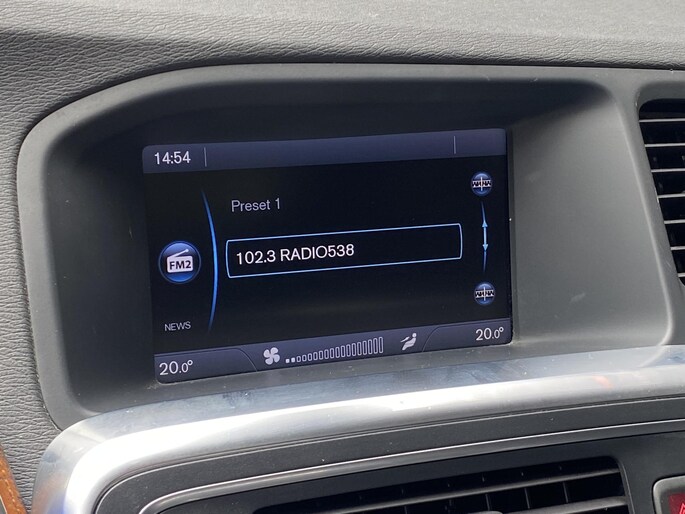 14:54
Preset 1
102.3 RADIO538
FM2
NEWS
20.0°
20.0°